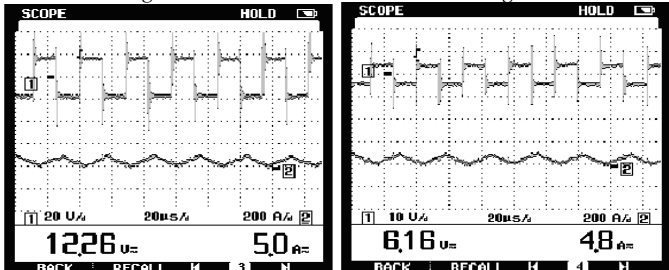 SCOPE HOLD
1
2
1 20 V/d 20µs/d 200 A/d 2
12.26 V≂ 5.0 A≂
BACK RECALL 3
SCOPE HOLD
1
2
1 10 V/d 20µs/d 200 A/d 2
6.16 V≂ 4.8 A≂
BACK RECALL 4